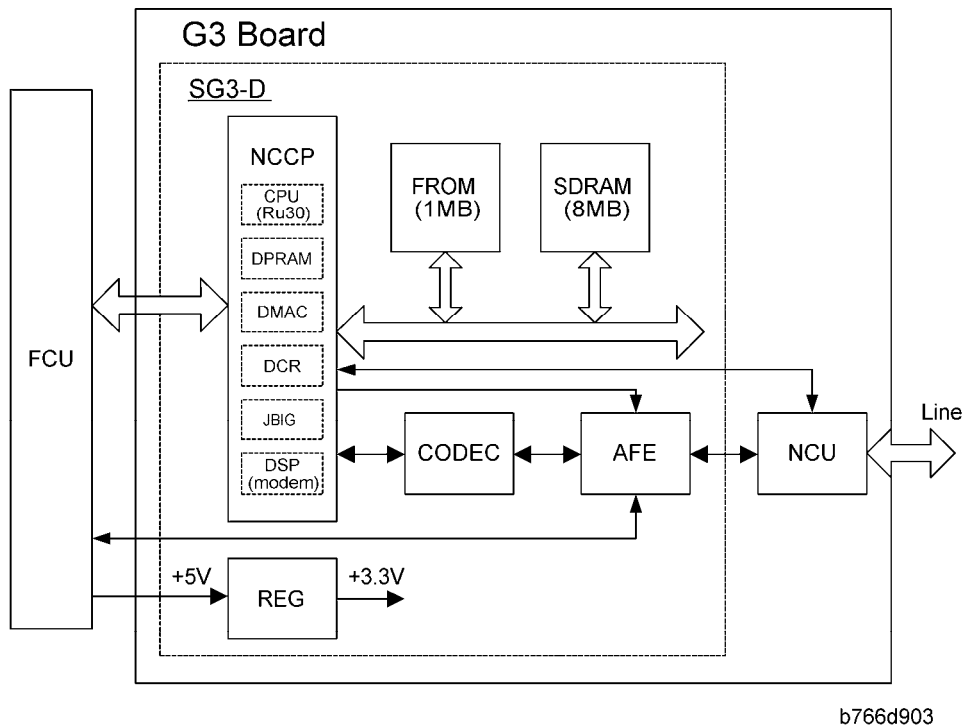 G3 Board
SG3-D
NCCP
CPU
(Ru30)
DPRAM
DMAC
DCR
JBIG
DSP
(modem)
FROM
(1MB)
SDRAM
(8MB)
FCU
CODEC
AFE
NCU
Line
+5V
REG
+3.3V
b766d903